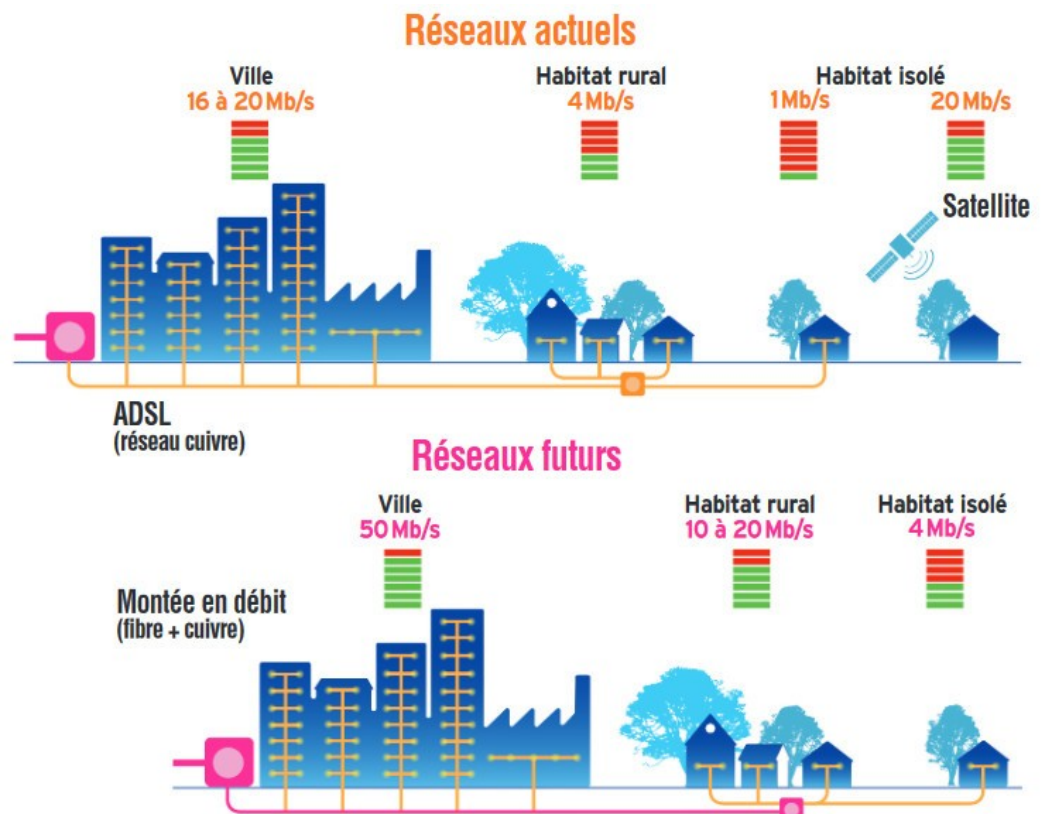 Réseaux actuels
Ville
16 à 20 Mb/s
Habitat rural
4 Mb/s
Habitat isolé
1 Mb/s
20 Mb/s
Satellite
ADSL
(réseau cuivre)
Réseaux futurs
Ville
50 Mb/s
Habitat rural
10 à 20 Mb/s
Habitat isolé
4 Mb/s
Montée en débit
(fibre + cuivre)